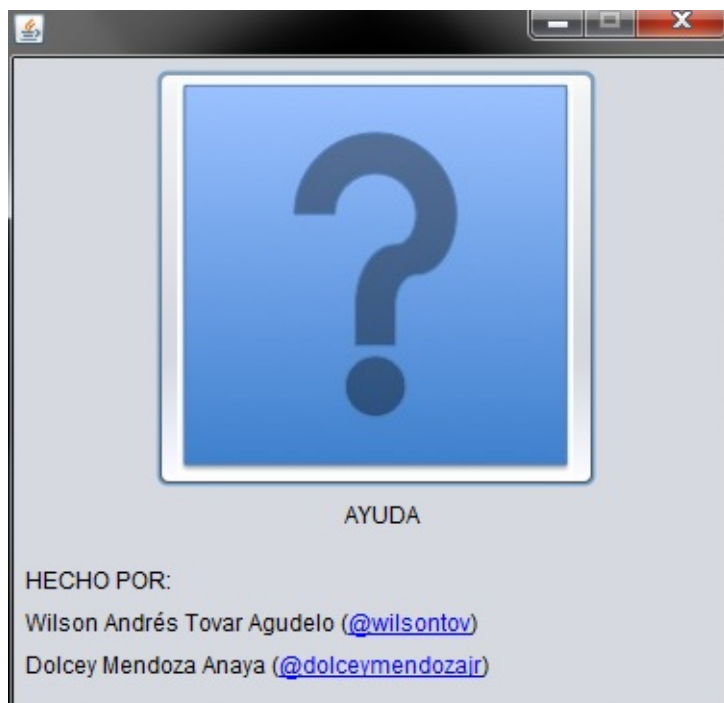 AYUDA
HECHO POR:
Wilson Andrés Tovar Agudelo (@wilsontov)
Dolcey Mendoza Anaya (@dolceymendozajr)